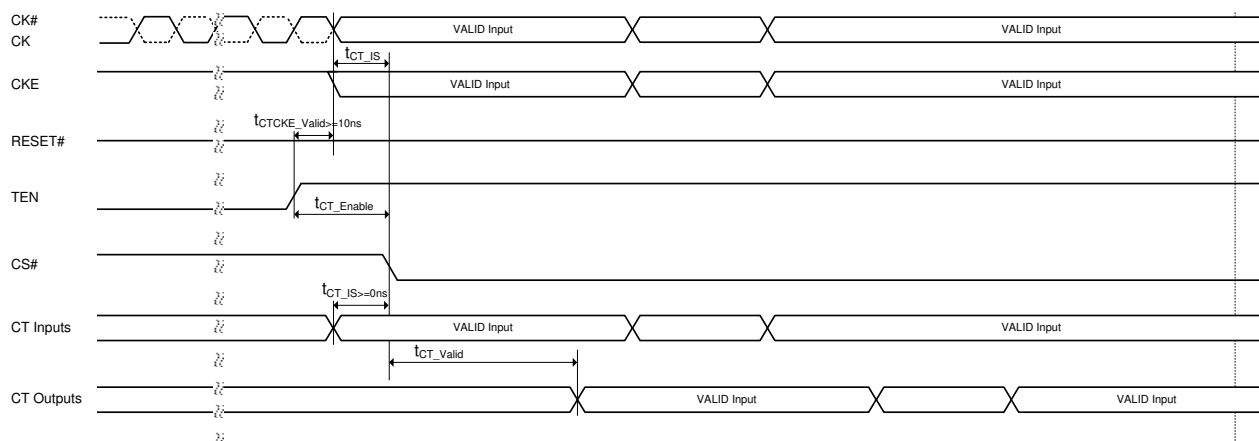 CK#
CK
VALID Input
VALID Input
tCT_IS
CKE
VALID Input
VALID Input
tCTCKE_Valid>=10ns
RESET#
TEN
tCT_Enable
CS#
tCT_IS>=0ns
CT Inputs
VALID Input
VALID Input
tCT_Valid
CT Outputs
VALID Input
VALID Input